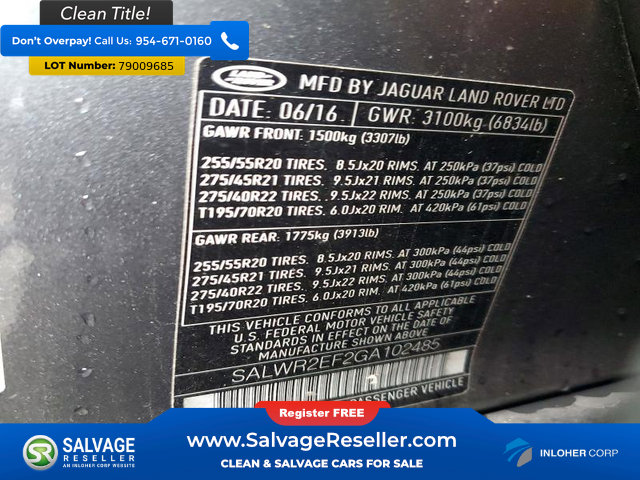 Clean Title!
Don't Overpay! Call Us: 954-671-0160
LOT Number: 79009685
LAND ROVER
MFD BY JAGUAR LAND ROVER LTD
DATE: 06/16 GWR: 3100kg (6834lb)
GAWR FRONT: 1500kg (3307lb)
255/55R20 TIRES. 8.5Jx20 RIMS. AT 250kPa (37psi) COLD
275/45R21 TIRES. 9.5Jx21 RIMS. AT 250kPa (37psi) COLD
275/40R22 TIRES. 9.5Jx22 RIMS. AT 250kPa (37psi) COLD
T195/70R20 TIRES. 6.0Jx20 RIM. AT 420kPa (61psi) COLD
GAWR REAR: 1775kg (3913lb)
255/55R20 TIRES. 8.5Jx20 RIMS. AT 300kPa (44psi) COLD
275/45R21 TIRES. 9.5Jx21 RIMS. AT 300kPa (44psi) COLD
275/40R22 TIRES. 9.5Jx22 RIMS. AT 300kPa (44psi) COLD
T195/70R20 TIRES. 6.0Jx20 RIM. AT 420kPa (61psi) COLD
THIS VEHICLE CONFORMS TO ALL APPLICABLE
U.S. FEDERAL MOTOR VEHICLE SAFETY
STANDARDS IN EFFECT ON THE DATE OF
SALWR2EF2GA102485
PASSENGER VEHICLE
Register FREE
SALVAGE
RESELLER
AN INLOHER CORP WEBSITE
www.SalvageReseller.com
CLEAN & SALVAGE CARS FOR SALE
INLOHER CORP